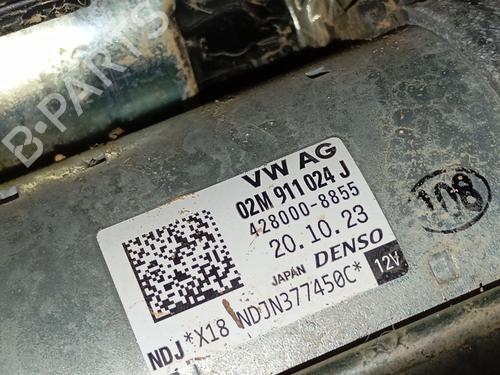 B-PARTS
VW AG
02M 911 024 J
428000-8855
20.10.23
JAPAN DENSO
12V
NDJ *X18 NDJN377450C*
108